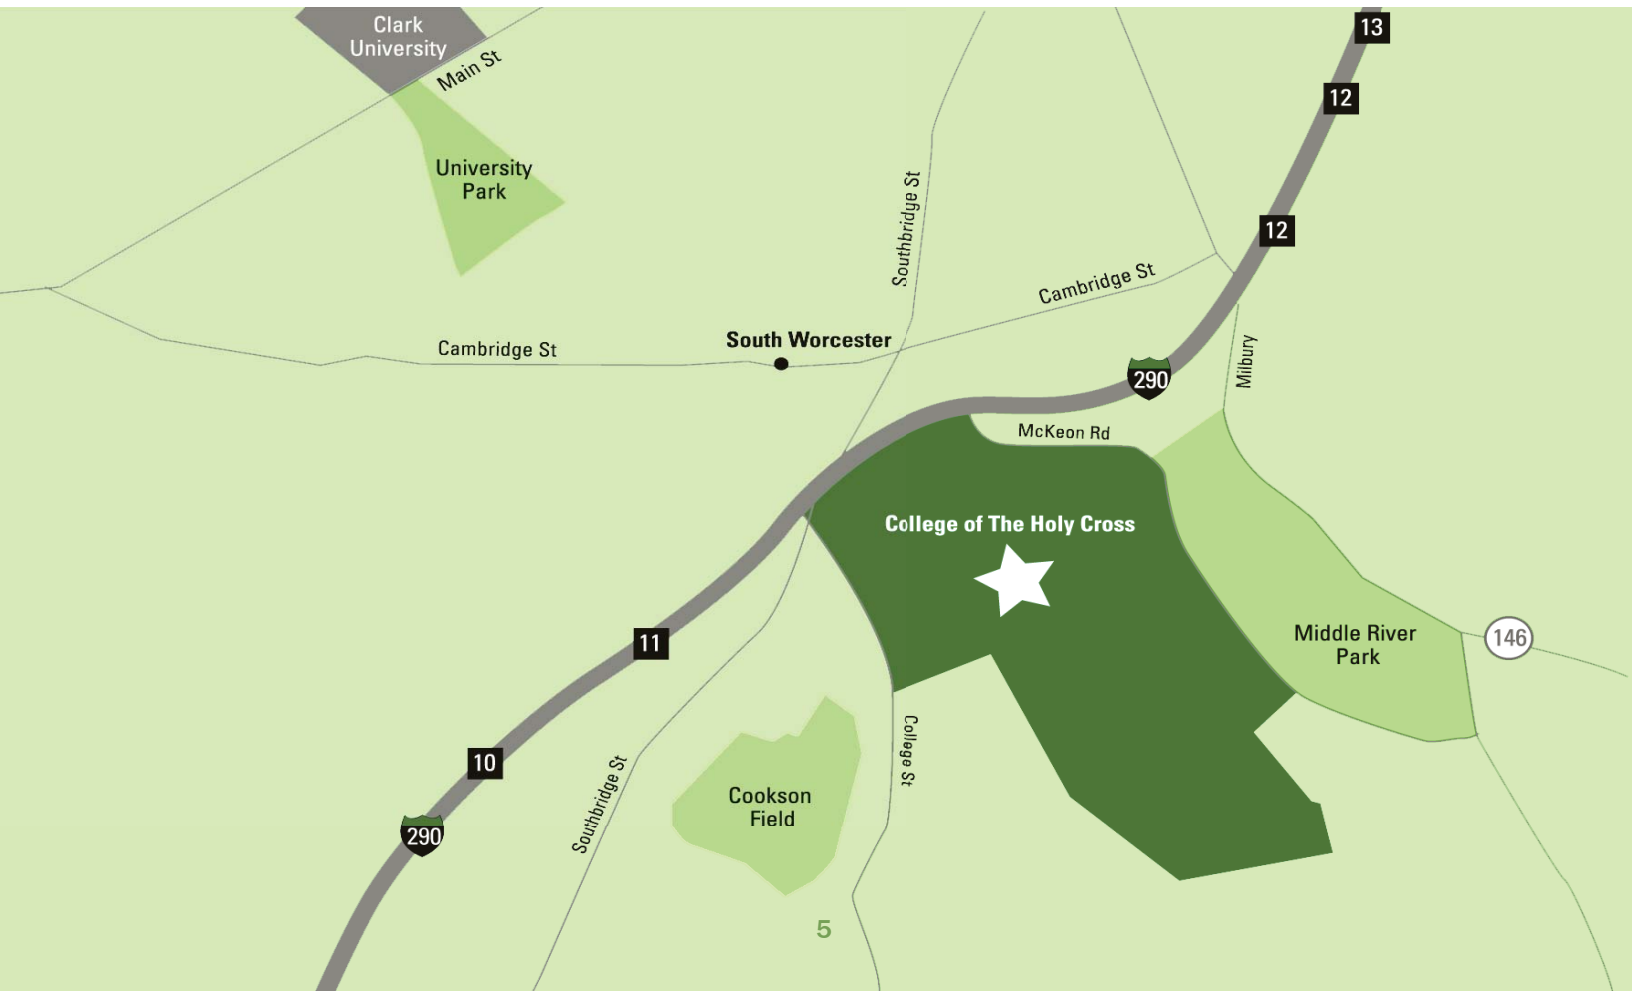 Clark
University
Main St
13
12
University
Park
Southbridge St
12
Cambridge St
South Worcester
Cambridge St
Milbury
290
McKeon Rd
College of The Holy Cross
11
Middle River
Park
146
College St
10
Southbridge St
Cookson
Field
290
5